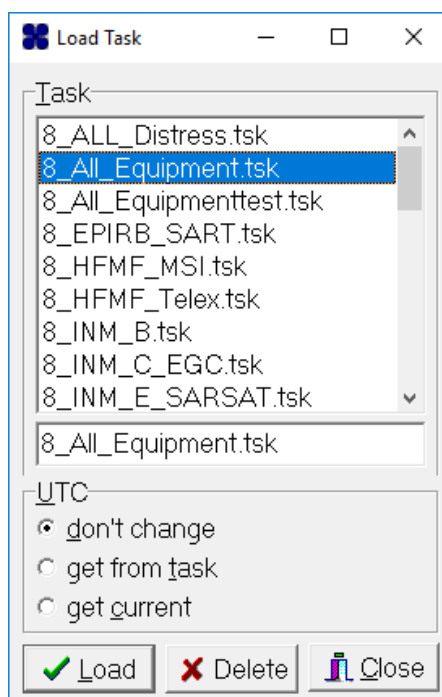 Load Task
Task
8_ALL_Distress.tsk
8_All_Equipment.tsk
8_All_Equipmenttest.tsk
8_EPIRB_SART.tsk
8_HFMF_MSI.tsk
8_HFMF_Telex.tsk
8_INM_B.tsk
8_INM_C_EGC.tsk
8_INM_E_SARSAT.tsk
8_All_Equipment.tsk
UTC
don't change
get from task
get current
Load Delete Close